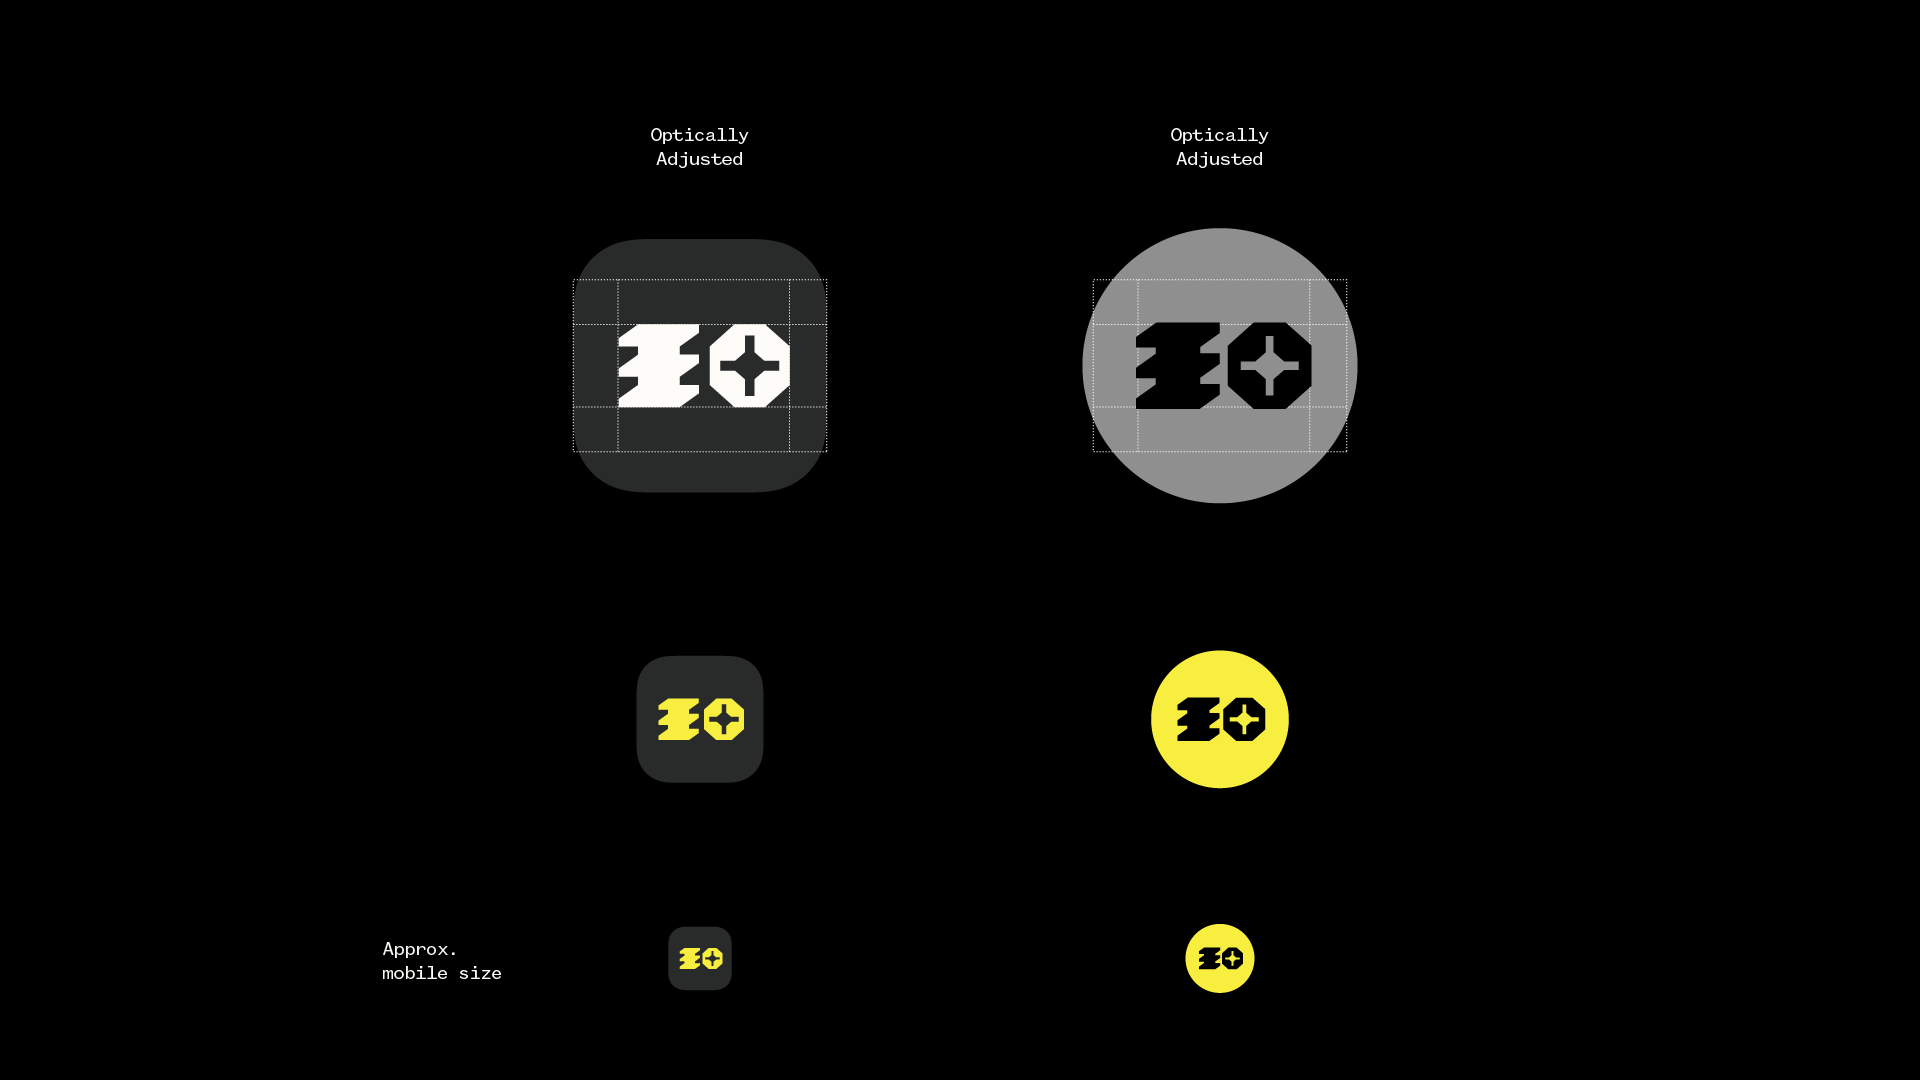 Optically
Adjusted
Optically
Adjusted
Approx.
mobile size